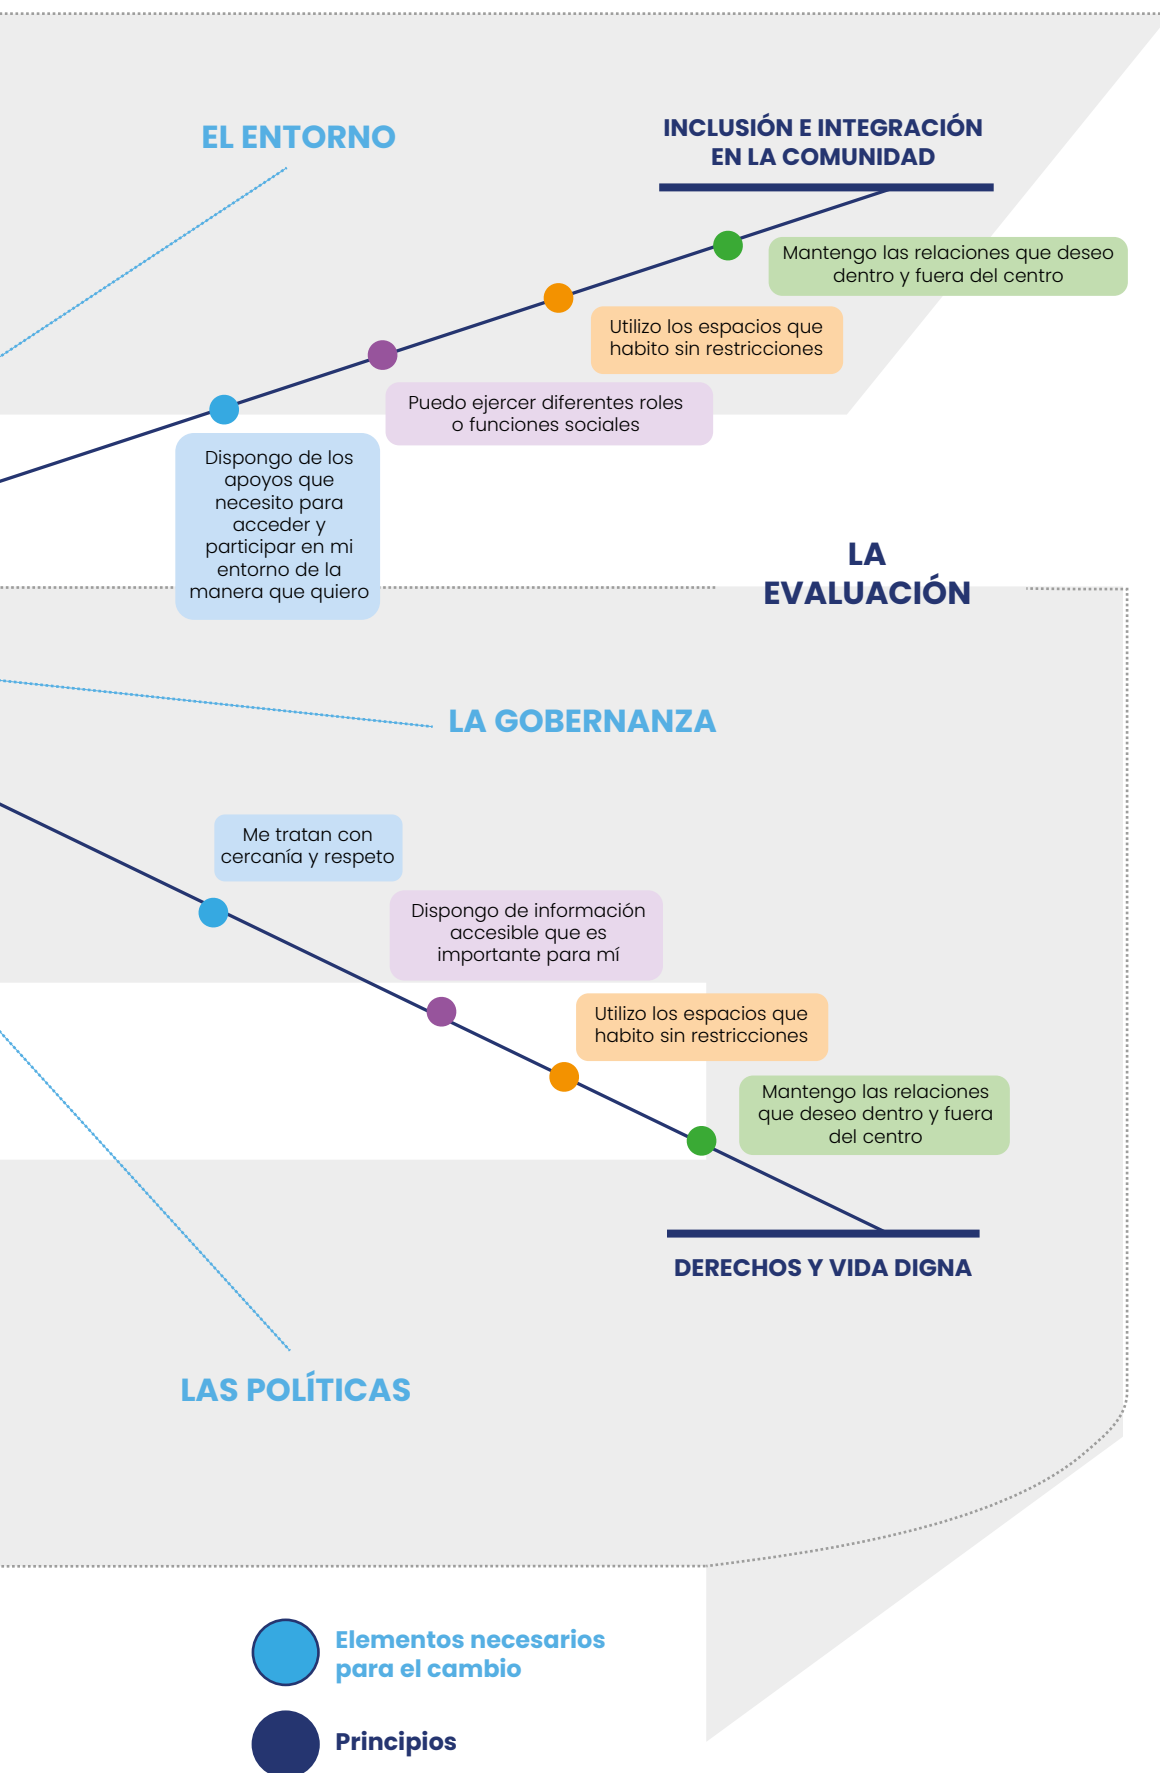 EL ENTORNO
INCLUSIÓN E INTEGRACIÓN
EN LA COMUNIDAD
Mantengo las relaciones que deseo
dentro y fuera del centro
Utilizo los espacios que
habito sin restricciones
Puedo ejercer diferentes roles
o funciones sociales
Dispongo de los
apoyos que
necesito para
acceder y
participar en mi
entorno de la
manera que quiero
LA
EVALUACIÓN
LA GOBERNANZA
Me tratan con
cercanía y respeto
Dispongo de información
accesible que es
importante para mí
Utilizo los espacios que
habito sin restricciones
Mantengo las relaciones
que deseo dentro y fuera
del centro
DERECHOS Y VIDA DIGNA
LAS POLÍTICAS
Elementos necesarios
para el cambio
Principios